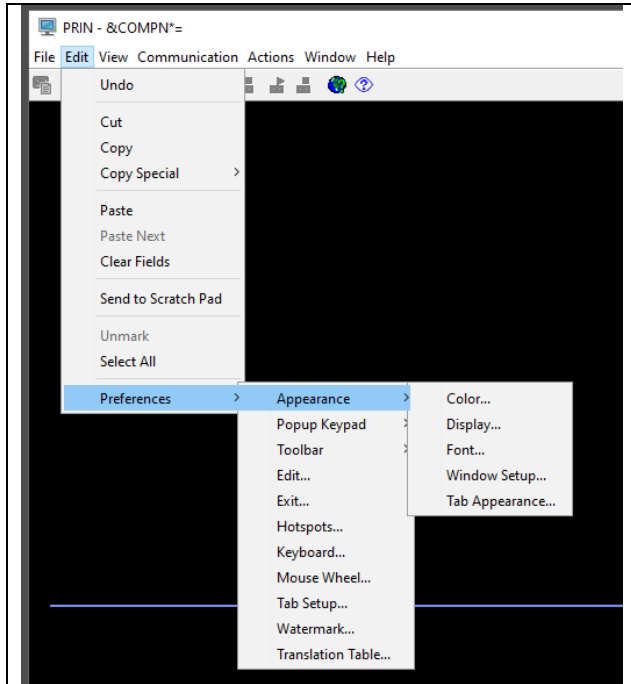 PRIN - &COMPN*=
File Edit View Communication Actions Window Help
Undo
Cut
Copy
Copy Special
Paste
Paste Next
Clear Fields
Send to Scratch Pad
Unmark
Select All
Preferences
Appearance
Popup Keypad
Toolbar
Edit...
Exit...
Hotspots...
Keyboard...
Mouse Wheel...
Tab Setup...
Watermark...
Translation Table...
Color...
Display...
Font...
Window Setup...
Tab Appearance...